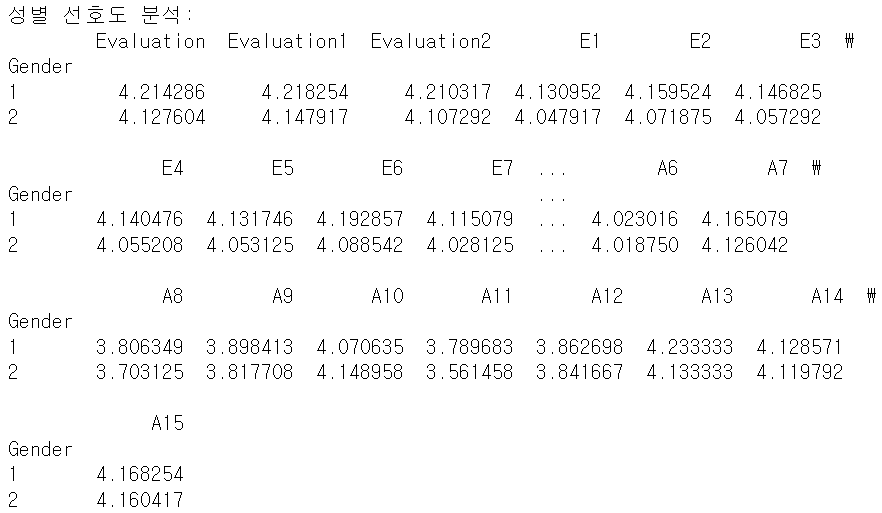 성별 선호도 분석:
Evaluation Evaluation1 Evaluation2 E1 E2 E3 ₩
Gender
1 4.214286 4.218254 4.210317 4.130952 4.159524 4.146825
2 4.127604 4.147917 4.107292 4.047917 4.071875 4.057292
E4 E5 E6 E7 ... A6 A7 ₩
Gender ...
1 4.140476 4.131746 4.192857 4.115079 ... 4.023016 4.165079
2 4.055208 4.053125 4.088542 4.028125 ... 4.018750 4.126042
A8 A9 A10 A11 A12 A13 A14 ₩
Gender
1 3.806349 3.898413 4.070635 3.789683 3.862698 4.233333 4.128571
2 3.703125 3.817708 4.148958 3.561458 3.841667 4.133333 4.119792
A15
Gender
1 4.168254
2 4.160417